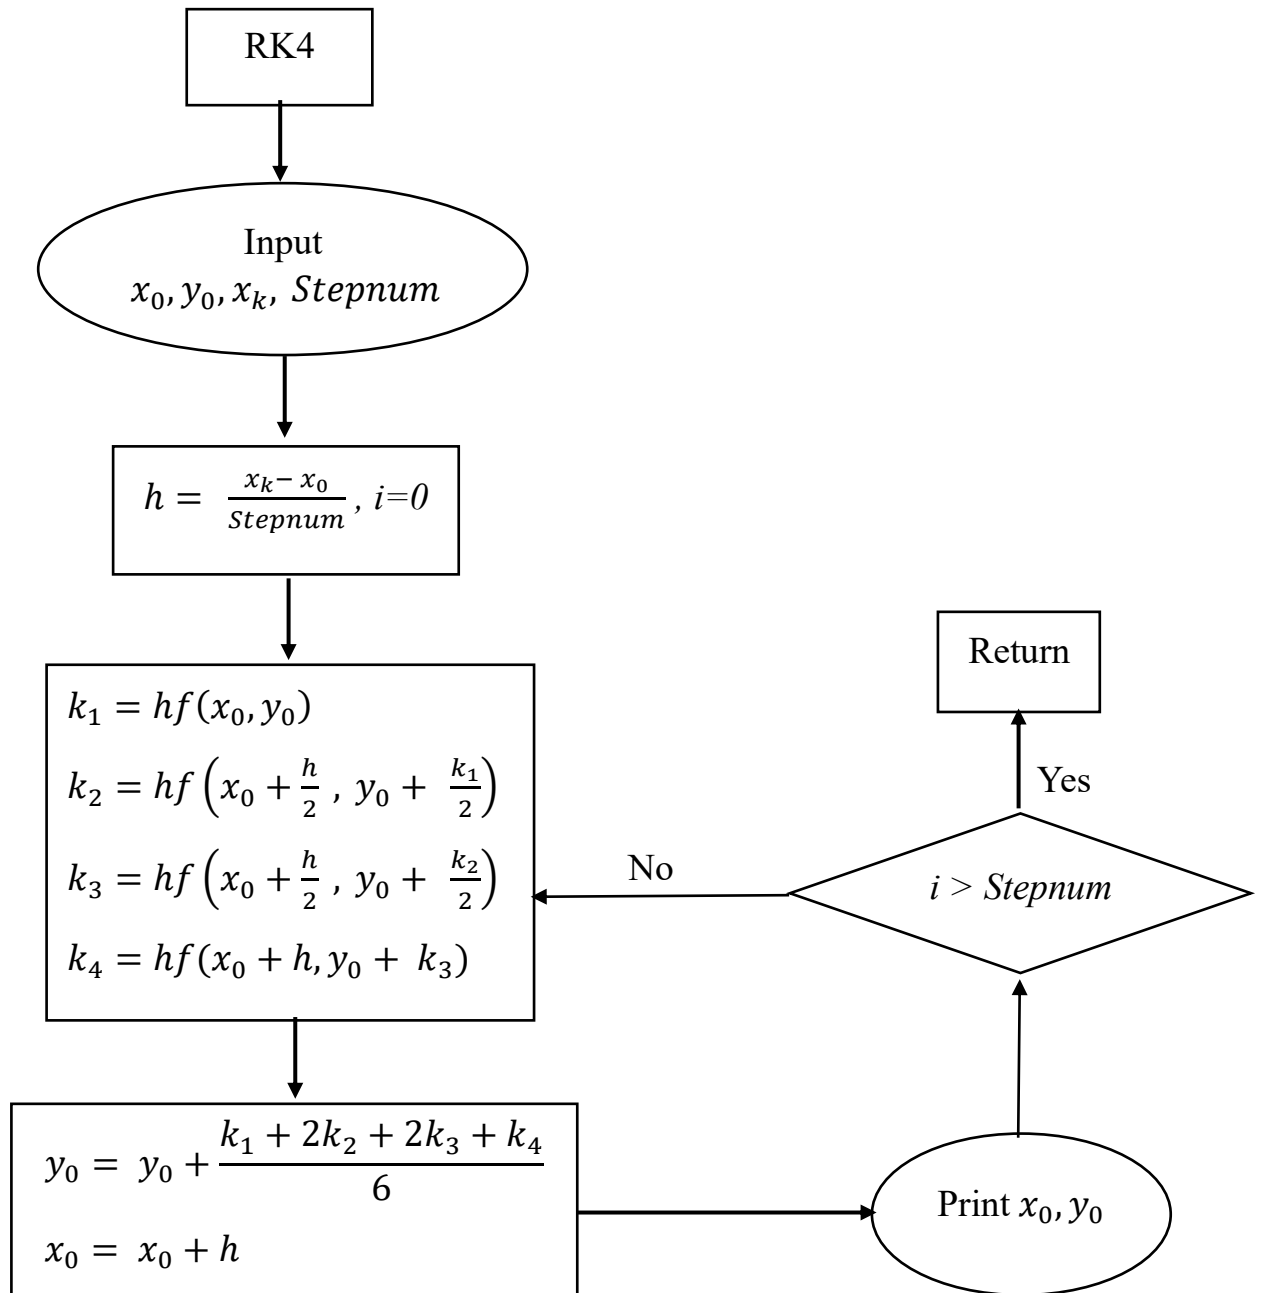 RK4
Input
x₀, y₀, xₖ, Stepnum
h = (xₖ− x₀)/Stepnum , i=0
k₁ = hf(x₀, y₀)
k₂ = hf(x₀ + h/2 , y₀ + k₁/2)
k₃ = hf(x₀ + h/2 , y₀ + k₂/2)
k₄ = hf(x₀ + h, y₀ + k₃)
y₀ = y₀ + (k₁ + 2k₂ + 2k₃ + k₄)/6
x₀ = x₀ + h
Print x₀, y₀
i > Stepnum
No
Yes
Return